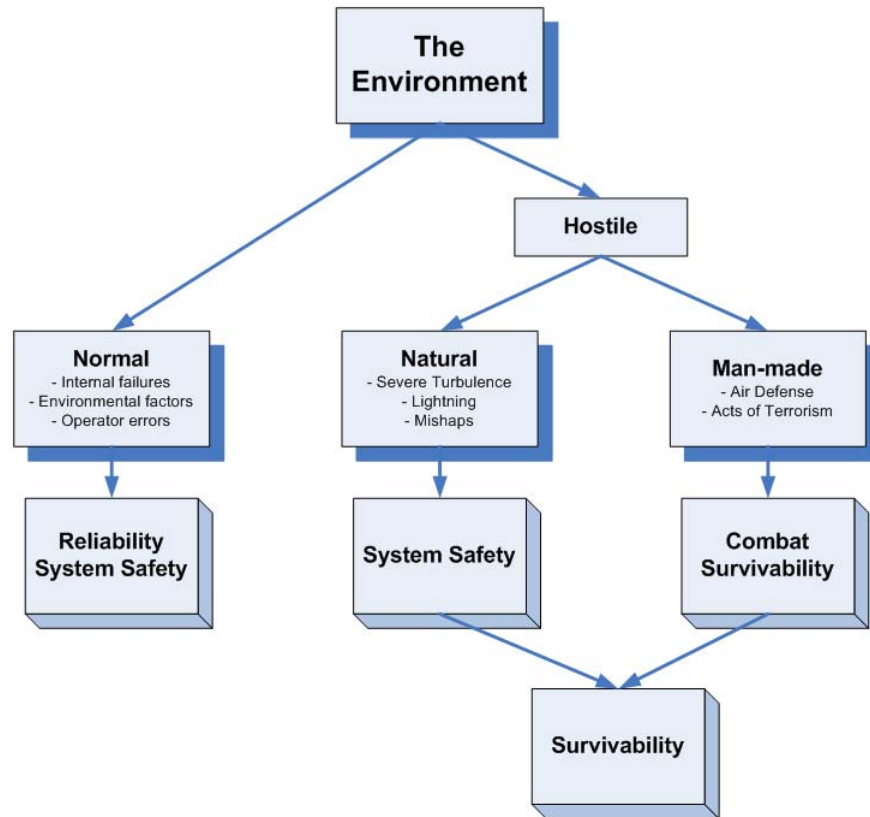 The
Environment
Hostile
Normal
- Internal failures
- Environmental factors
- Operator errors
Natural
- Severe Turbulence
- Lightning
- Mishaps
Man-made
- Air Defense
- Acts of Terrorism
Reliability
System Safety
System Safety
Combat
Survivability
Survivability